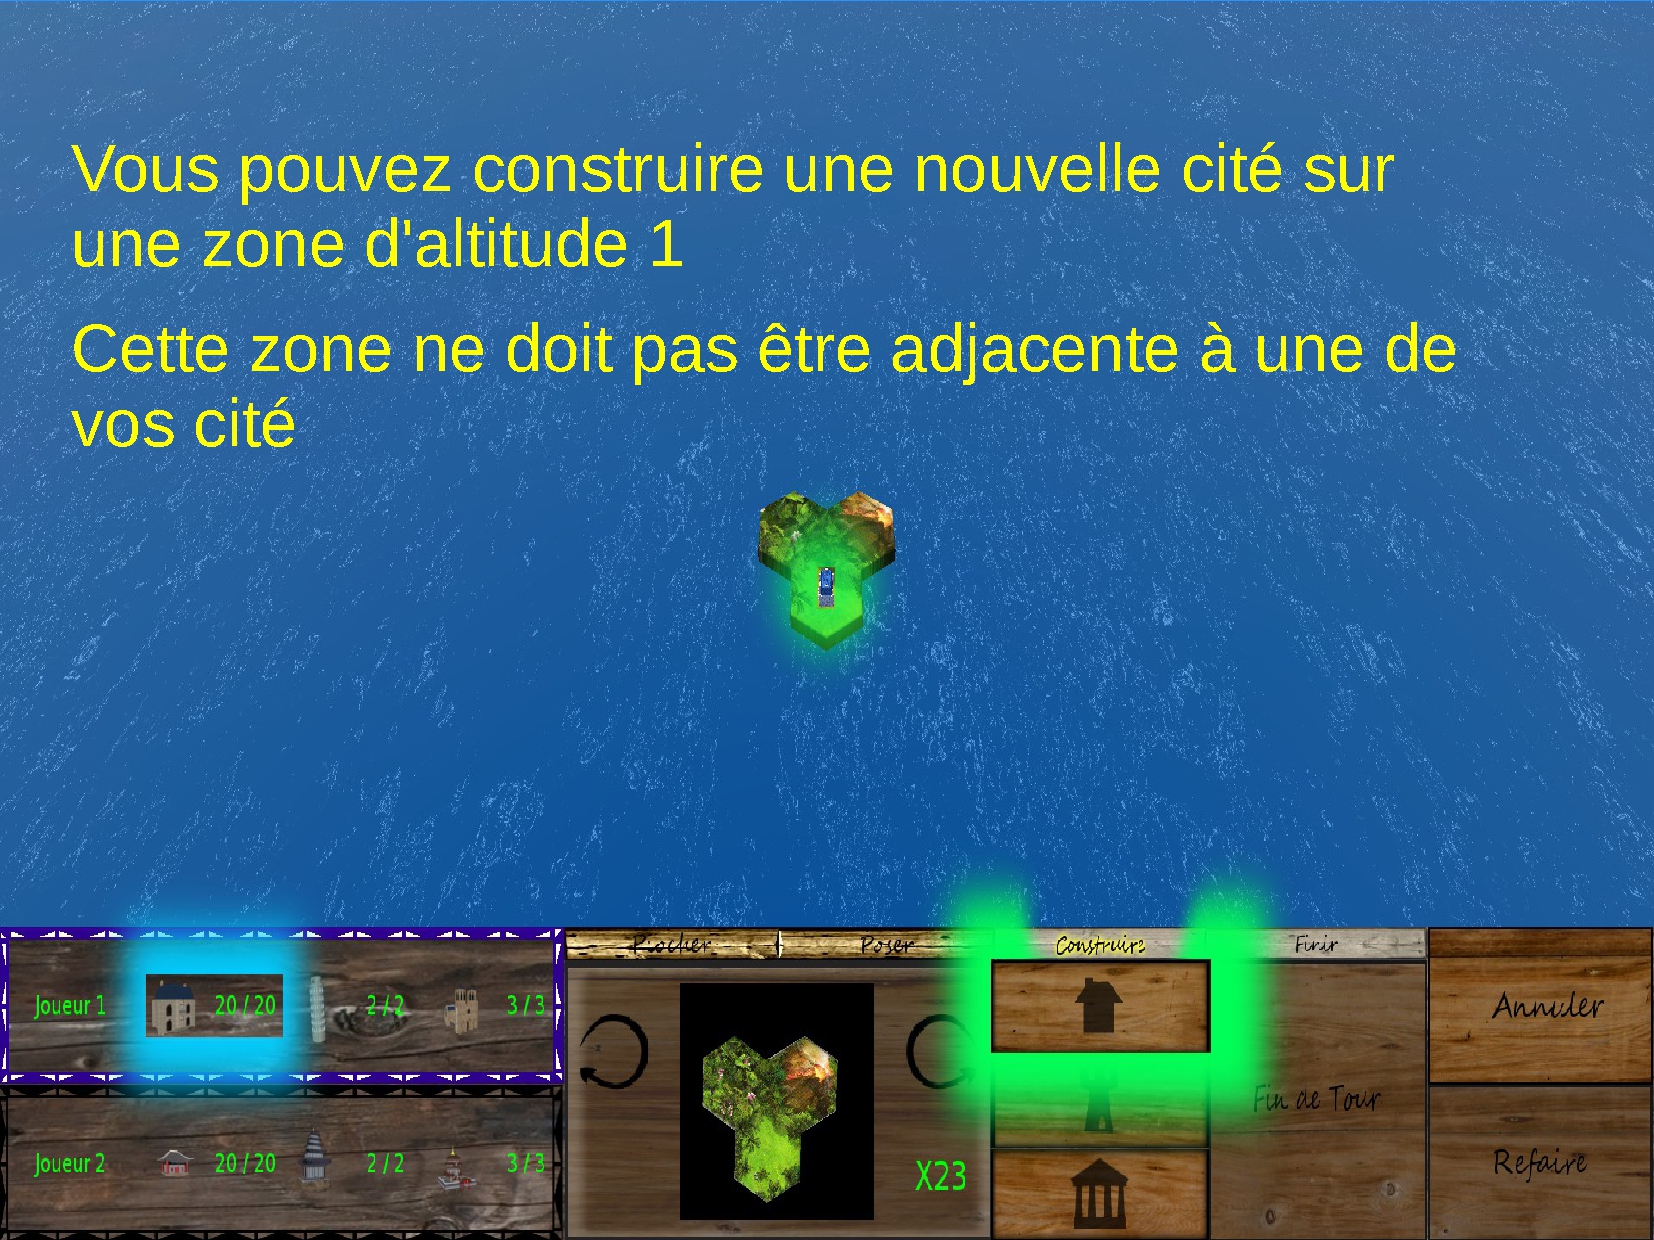 Vous pouvez construire une nouvelle cité sur
une zone d'altitude 1
Cette zone ne doit pas être adjacente à une de
vos cité
Piocher
Poser
Construire
Finir
Joueur 1
20 / 20
2 / 2
3 / 3
Annuler
Fin de Tour
Joueur 2
20 / 20
2 / 2
3 / 3
X23
Refaire